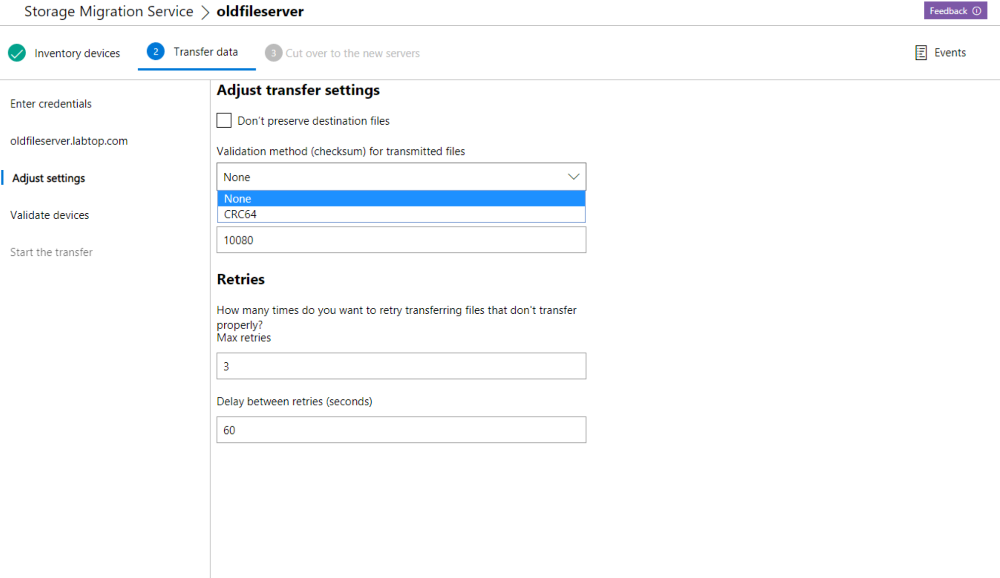 Storage Migration Service > oldfileserver
Feedback
Inventory devices
2 Transfer data
3 Cut over to the new servers
Events
Enter credentials
oldfileserver.labtop.com
Adjust settings
Validate devices
Start the transfer
Adjust transfer settings
Don't preserve destination files
Validation method (checksum) for transmitted files
None
None
CRC64
10080
Retries
How many times do you want to retry transferring files that don't transfer
properly?
Max retries
3
Delay between retries (seconds)
60